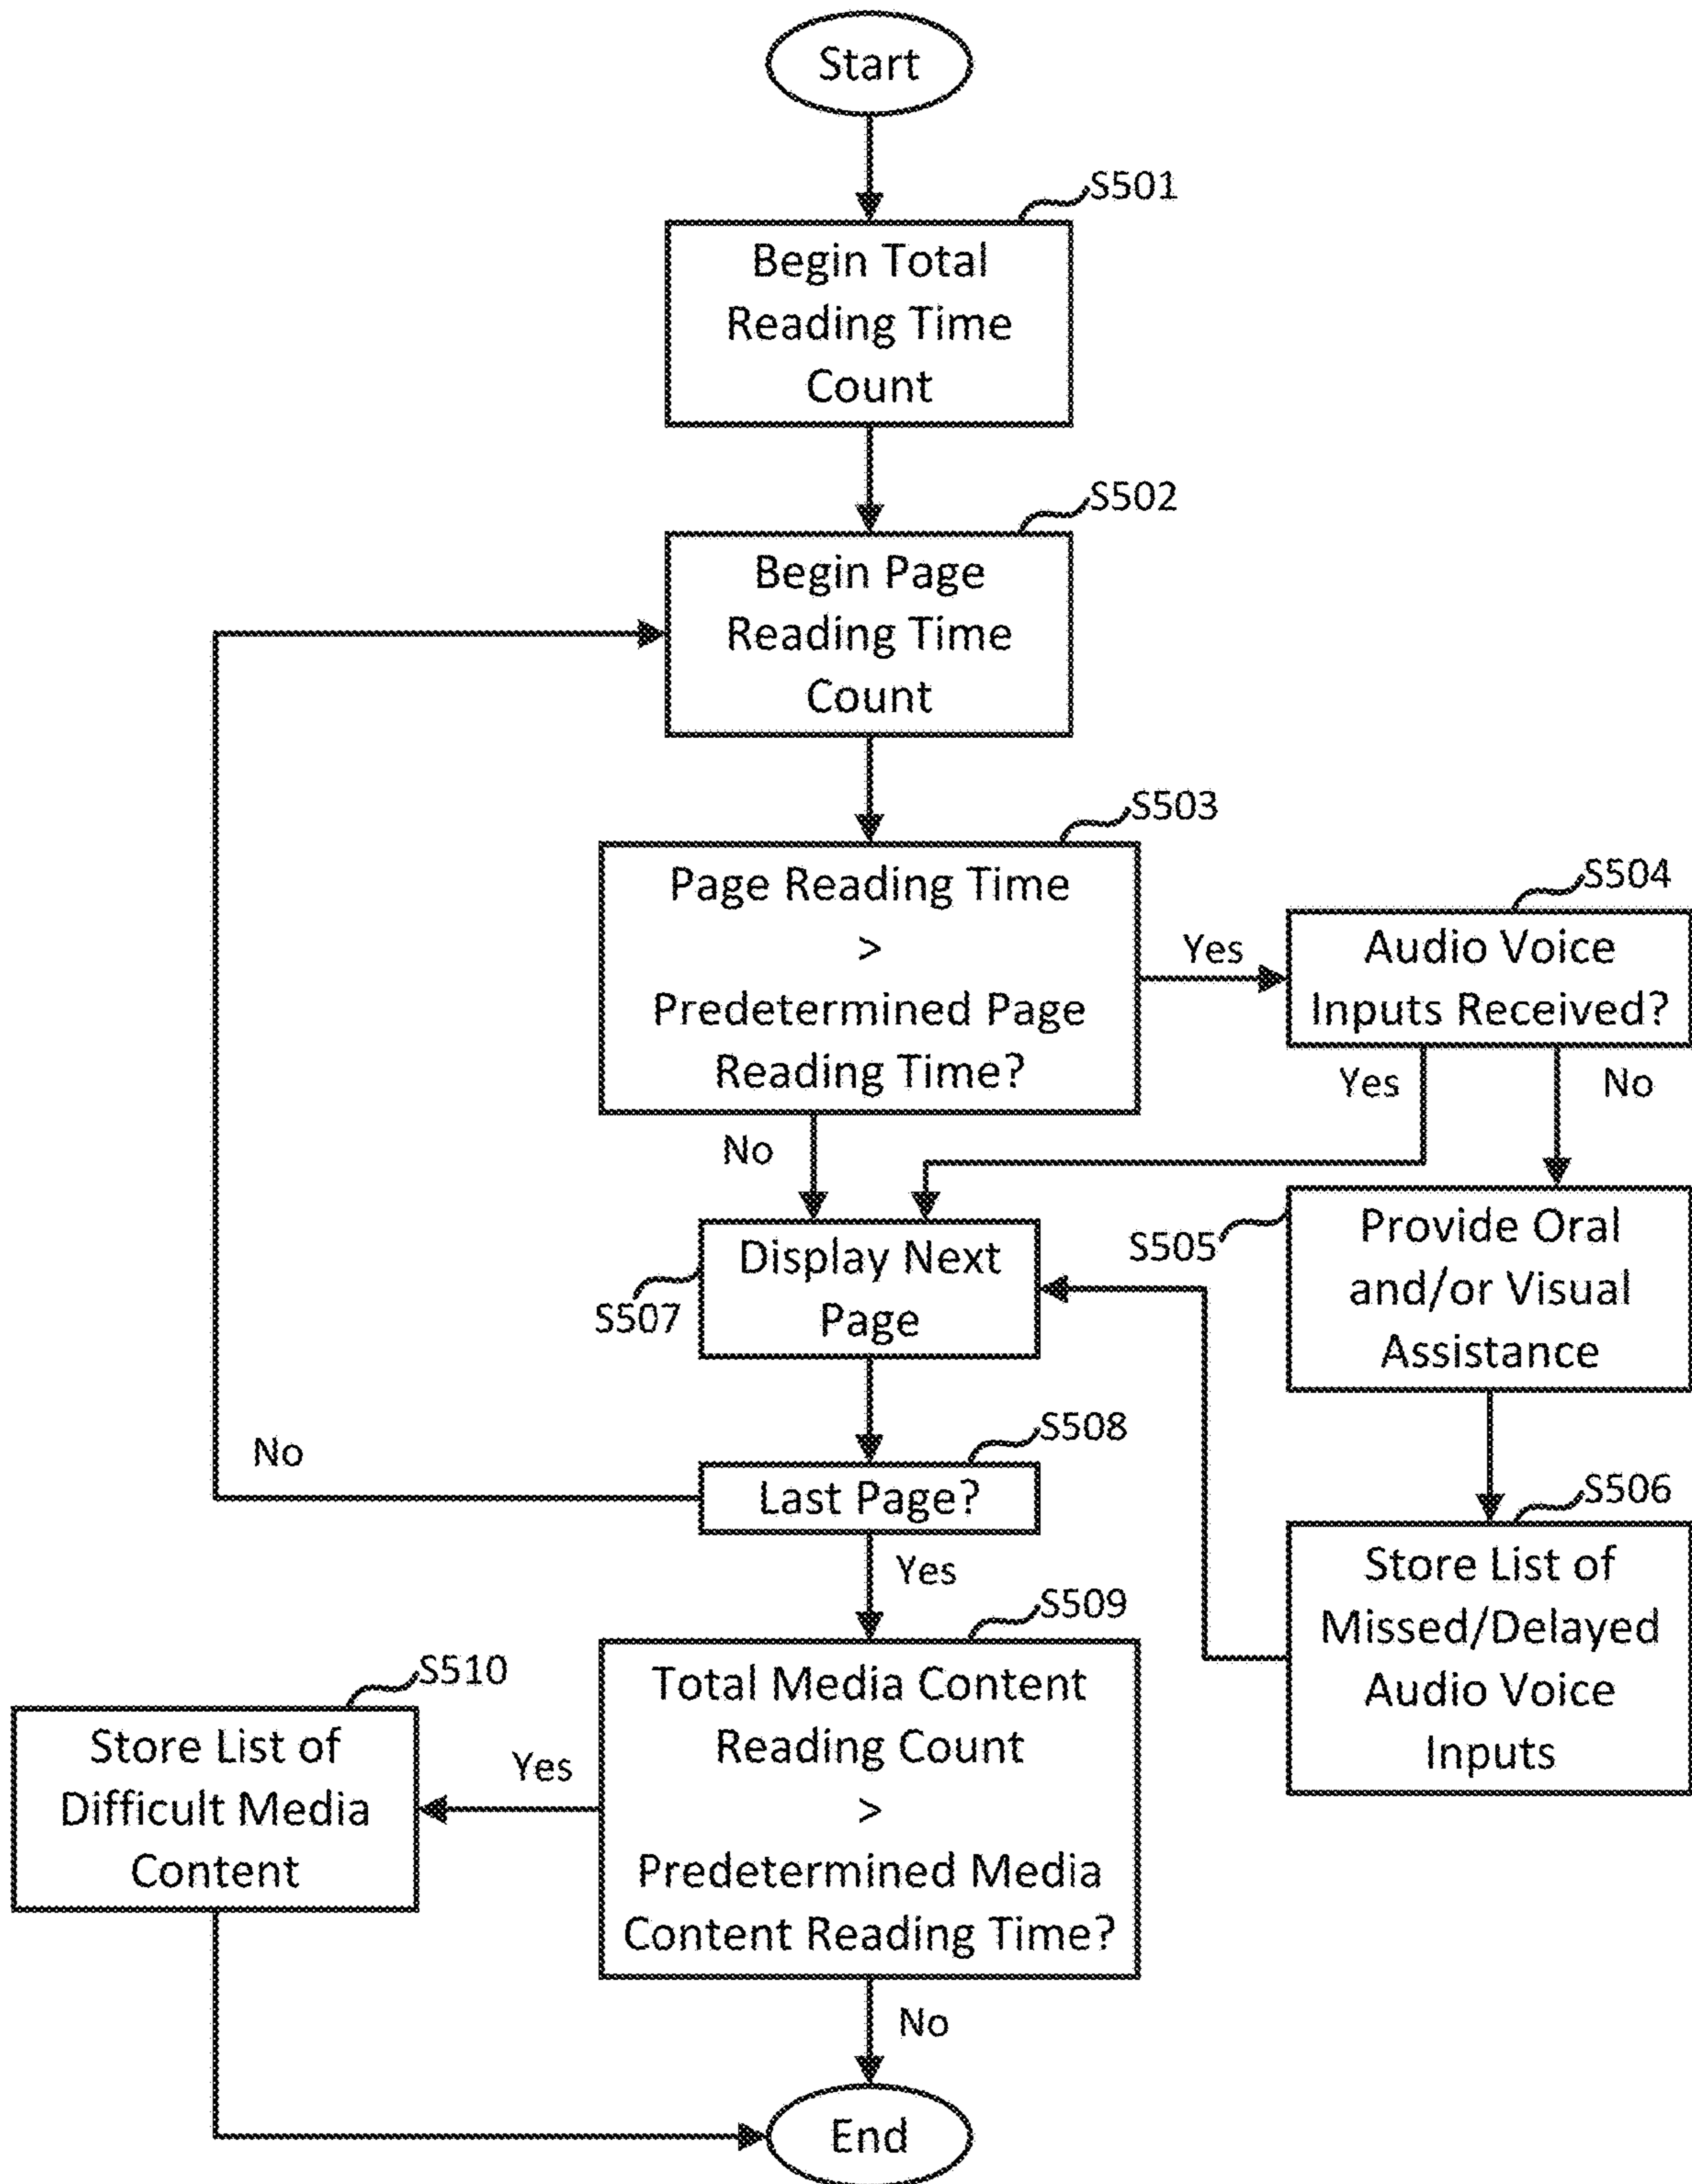 Start
S501
Begin Total
Reading Time
Count
S502
Begin Page
Reading Time
Count
S503
Page Reading Time
>
Predetermined Page
Reading Time?
Yes
No
S504
Audio Voice
Inputs Received?
Yes
No
S505
Provide Oral
and/or Visual
Assistance
S506
Store List of
Missed/Delayed
Audio Voice
Inputs
S507
Display Next
Page
S508
Last Page?
No
Yes
S509
Total Media Content
Reading Count
>
Predetermined Media
Content Reading Time?
Yes
No
S510
Store List of
Difficult Media
Content
End